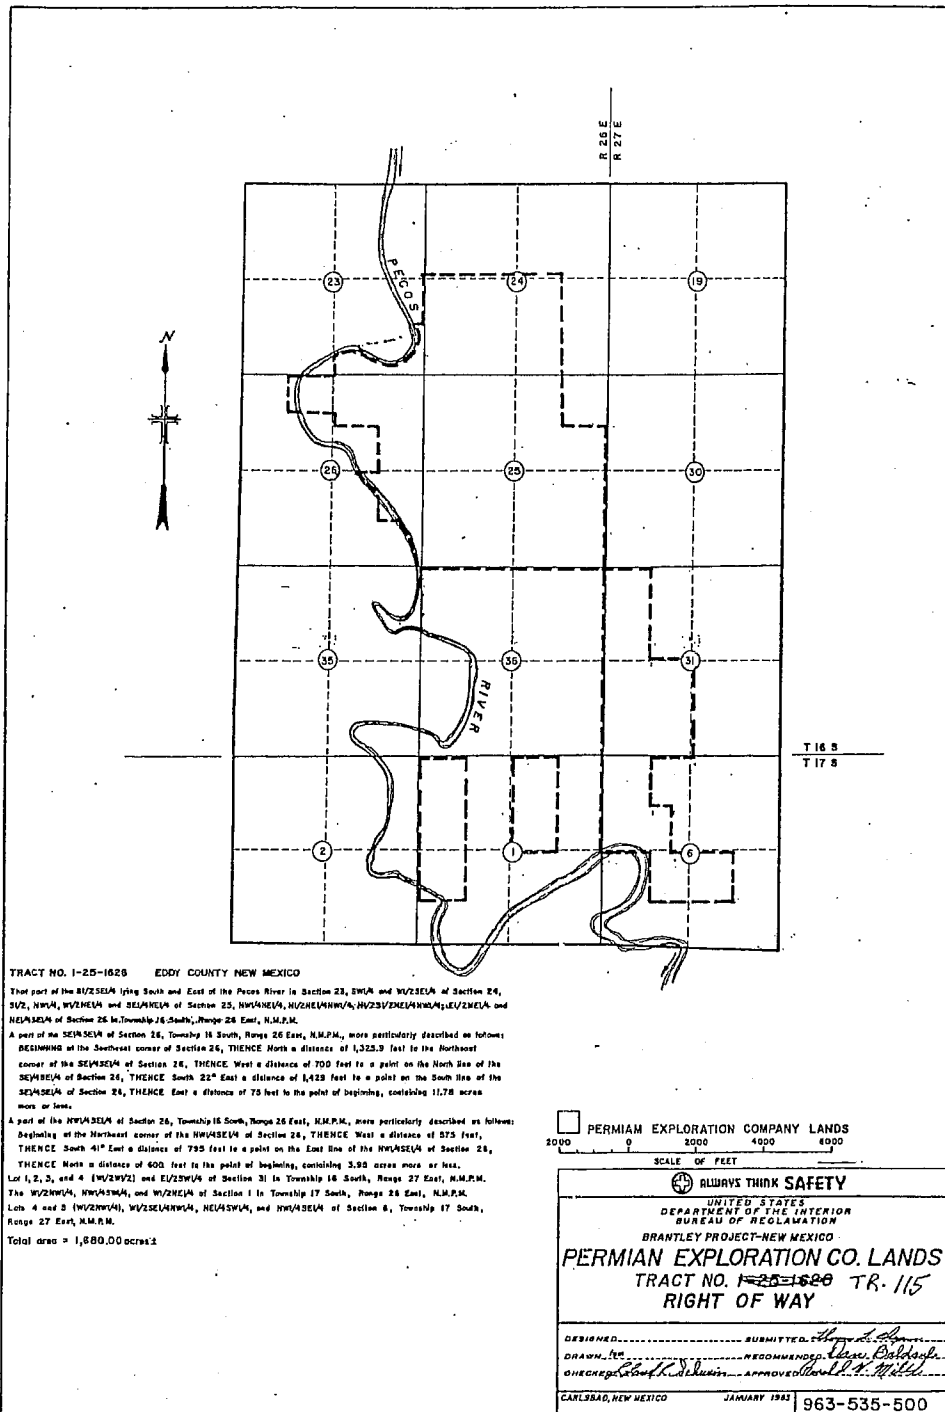 R 26 E
R 27 E
PECOS
23
24
19
N
26
25
30
35
36
31
RIVER
T 16 S
T 17 S
2
1
6
TRACT NO. 1-25-1628 EDDY COUNTY NEW MEXICO
That part of the E1/2SE1/4 lying South and East of the Pecos River in Section 23, SW1/4 and W1/2SE1/4 of Section 24,
S1/2, NW1/4, W1/2NE1/4 and SE1/4NE1/4 of Section 25, NW1/4NE1/4, N1/2NE1/4NW1/4, N1/2S1/2NE1/4NW1/4, E1/2NE1/4 and
NE1/4SE1/4 of Section 26 in Township 16 South, Range 26 East, N.M.P.M.
A part of the SE1/4SE1/4 of Section 26, Township 16 South, Range 26 East, N.M.P.M., more particularly described as follows:
BEGINNING at the Southeast corner of Section 26, THENCE North a distance of 1,325.9 feet to the Northeast
corner of the SE1/4SE1/4 of Section 26, THENCE West a distance of 700 feet to a point on the North line of the
SE1/4SE1/4 of Section 26, THENCE South 22° East a distance of 1,429 feet to a point on the South line of the
SE1/4SE1/4 of Section 26, THENCE East a distance of 75 feet to the point of beginning, containing 11.78 acres
more or less.
A part of the NW1/4SE1/4 of Section 26, Township 16 South, Range 26 East, N.M.P.M., more particularly described as follows:
Beginning at the Northeast corner of the NW1/4SE1/4 of Section 26, THENCE West a distance of 575 feet,
THENCE South 41° East a distance of 795 feet to a point on the East line of the NW1/4SE1/4 of Section 26,
THENCE North a distance of 600 feet to the point of beginning, containing 3.95 acres more or less.
Lot 1, 2, 3, and 4 (W1/2W1/2) and E1/2SW1/4 of Section 31 in Township 16 South, Range 27 East, N.M.P.M.
The W1/2NW1/4, NW1/4SW1/4, and W1/2NE1/4 of Section 1 in Township 17 South, Range 26 East, N.M.P.M.
Lots 4 and 5 (W1/2NW1/4), W1/2SE1/4NW1/4, NE1/4SW1/4, and NW1/4SE1/4 of Section 6, Township 17 South,
Range 27 East, N.M.P.M.
Total area = 1,680.00 acres±
PERMIAN EXPLORATION COMPANY LANDS
2000 0 2000 4000 6000
SCALE OF FEET
ALWAYS THINK SAFETY
UNITED STATES
DEPARTMENT OF THE INTERIOR
BUREAU OF RECLAMATION
BRANTLEY PROJECT-NEW MEXICO
PERMIAN EXPLORATION CO. LANDS
TRACT NO. 1-25-1628 TR. 115
RIGHT OF WAY
DESIGNED SUBMITTED
DRAWN RECOMMENDED
CHECKED APPROVED
CARLSBAD, NEW MEXICO JANUARY 1983 963-535-500